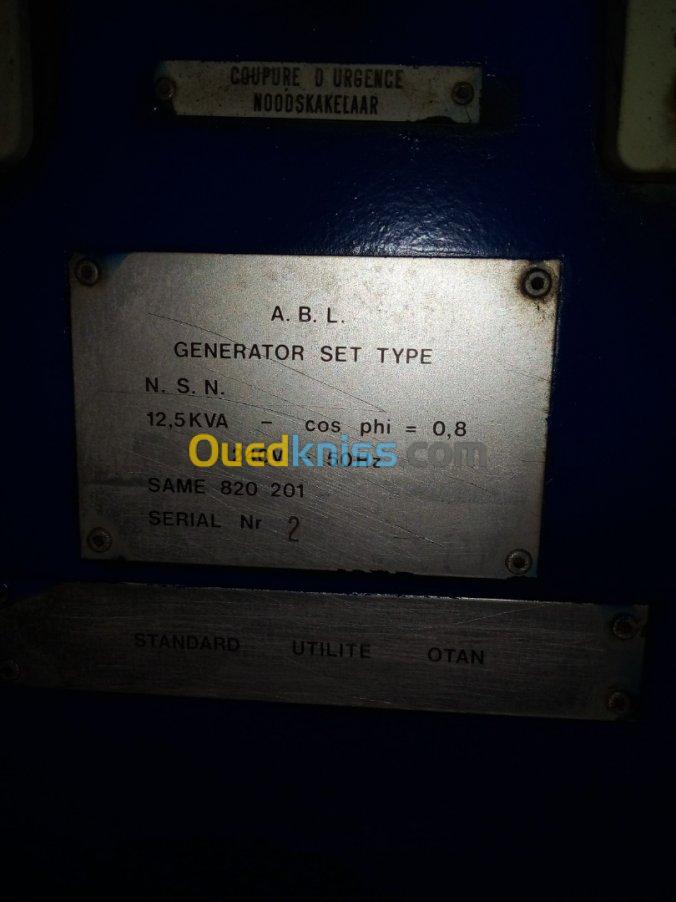 COUPURE D URGENCE
NOODSKAKELAAR
A. B. L.
GENERATOR SET TYPE
N. S. N.
12,5KVA - cos phi = 0,8
Ouedkniss.com
50Hz
SAME 820 201
SERIAL Nr 2
STANDARD UTILITE OTAN